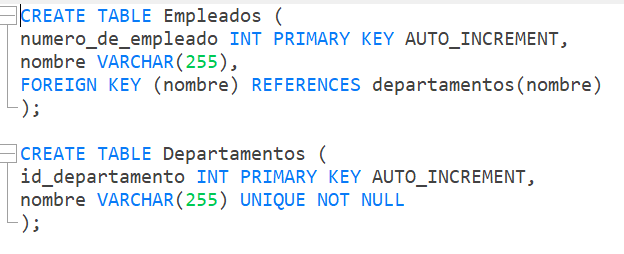 CREATE TABLE Empleados (
numero_de_empleado INT PRIMARY KEY AUTO_INCREMENT,
nombre VARCHAR(255),
FOREIGN KEY (nombre) REFERENCES departamentos(nombre)
);
CREATE TABLE Departamentos (
id_departamento INT PRIMARY KEY AUTO_INCREMENT,
nombre VARCHAR(255) UNIQUE NOT NULL
);